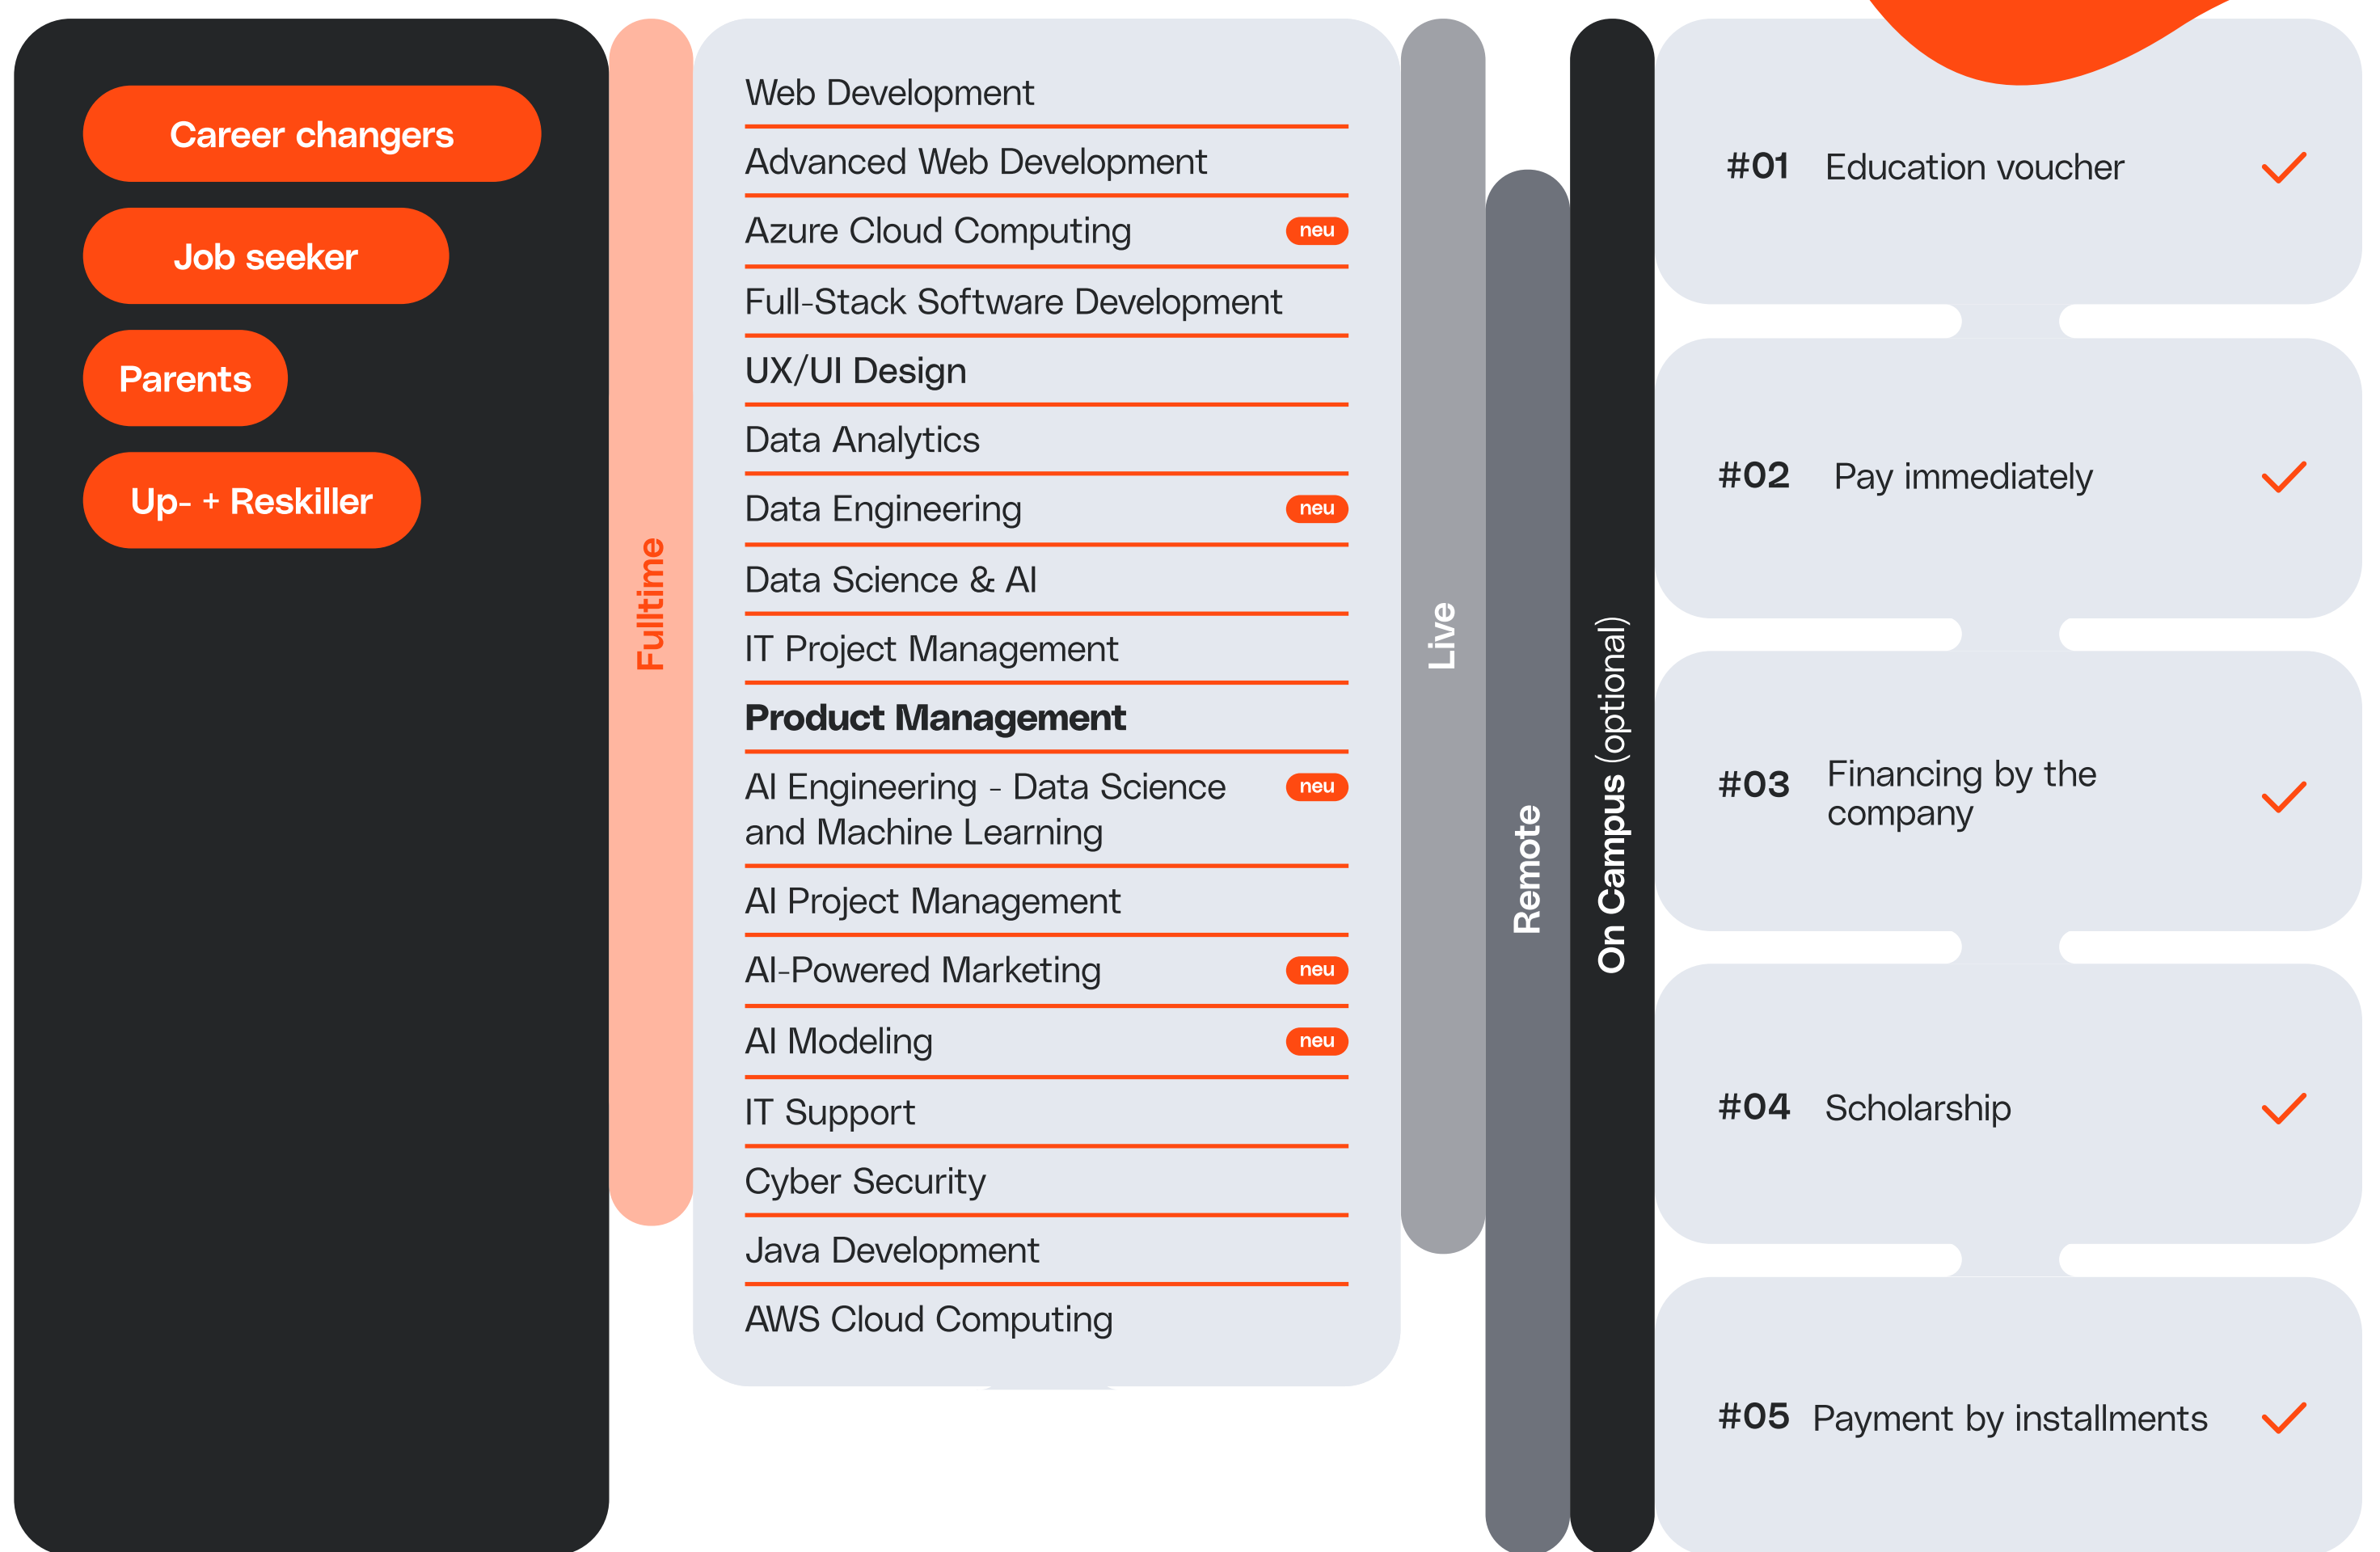 Career changers
Job seeker
Parents
Up- + Reskiller
Fulltime
Web Development
Advanced Web Development
Azure Cloud Computing neu
Full-Stack Software Development
UX/UI Design
Data Analytics
Data Engineering neu
Data Science & AI
IT Project Management
Product Management
AI Engineering - Data Science neu
and Machine Learning
AI Project Management
AI-Powered Marketing neu
AI Modeling neu
IT Support
Cyber Security
Java Development
AWS Cloud Computing
Live
Remote
On Campus (optional)
#01 Education voucher
#02 Pay immediately
#03 Financing by the
company
#04 Scholarship
#05 Payment by installments